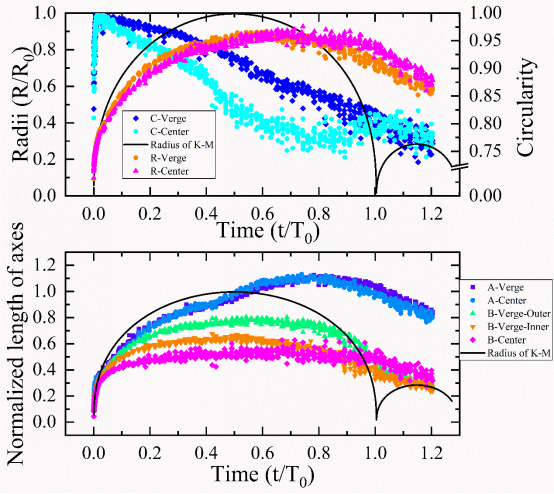 1.0
0.8
0.6
0.4
0.2
0.0
Radii (R/R0)
1.00
0.95
0.90
0.85
0.80
0.75
0.00
Circularity
C-Verge
C-Center
Radius of K-M
R-Verge
R-Center
0.0 0.2 0.4 0.6 0.8 1.0 1.2
Time (t/T0)
1.2
1.0
0.8
0.6
0.4
0.2
0.0
Normalized length of axes
A-Verge
A-Center
B-Verge-Outer
B-Verge-Inner
B-Center
Radius of K-M
0.0 0.2 0.4 0.6 0.8 1.0 1.2
Time (t/T0)